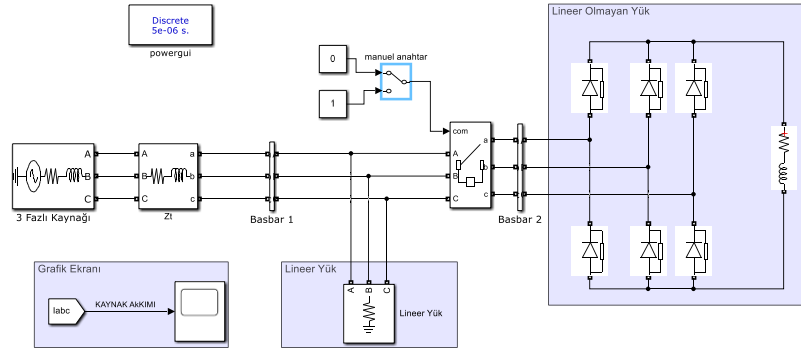 Discrete
5e-06 s.
powergui
Lineer Olmayan Yük
manuel anahtar
0
1
com
A
B
C
a
b
c
A
B
C
A
B
C
a
b
c
3 Fazlı Kaynağı
Zt
Basbar 1
Basbar 2
Grafik Ekranı
Iabc
KAYNAK AkKIMI
Lineer Yük
A
B
C
Lineer Yük